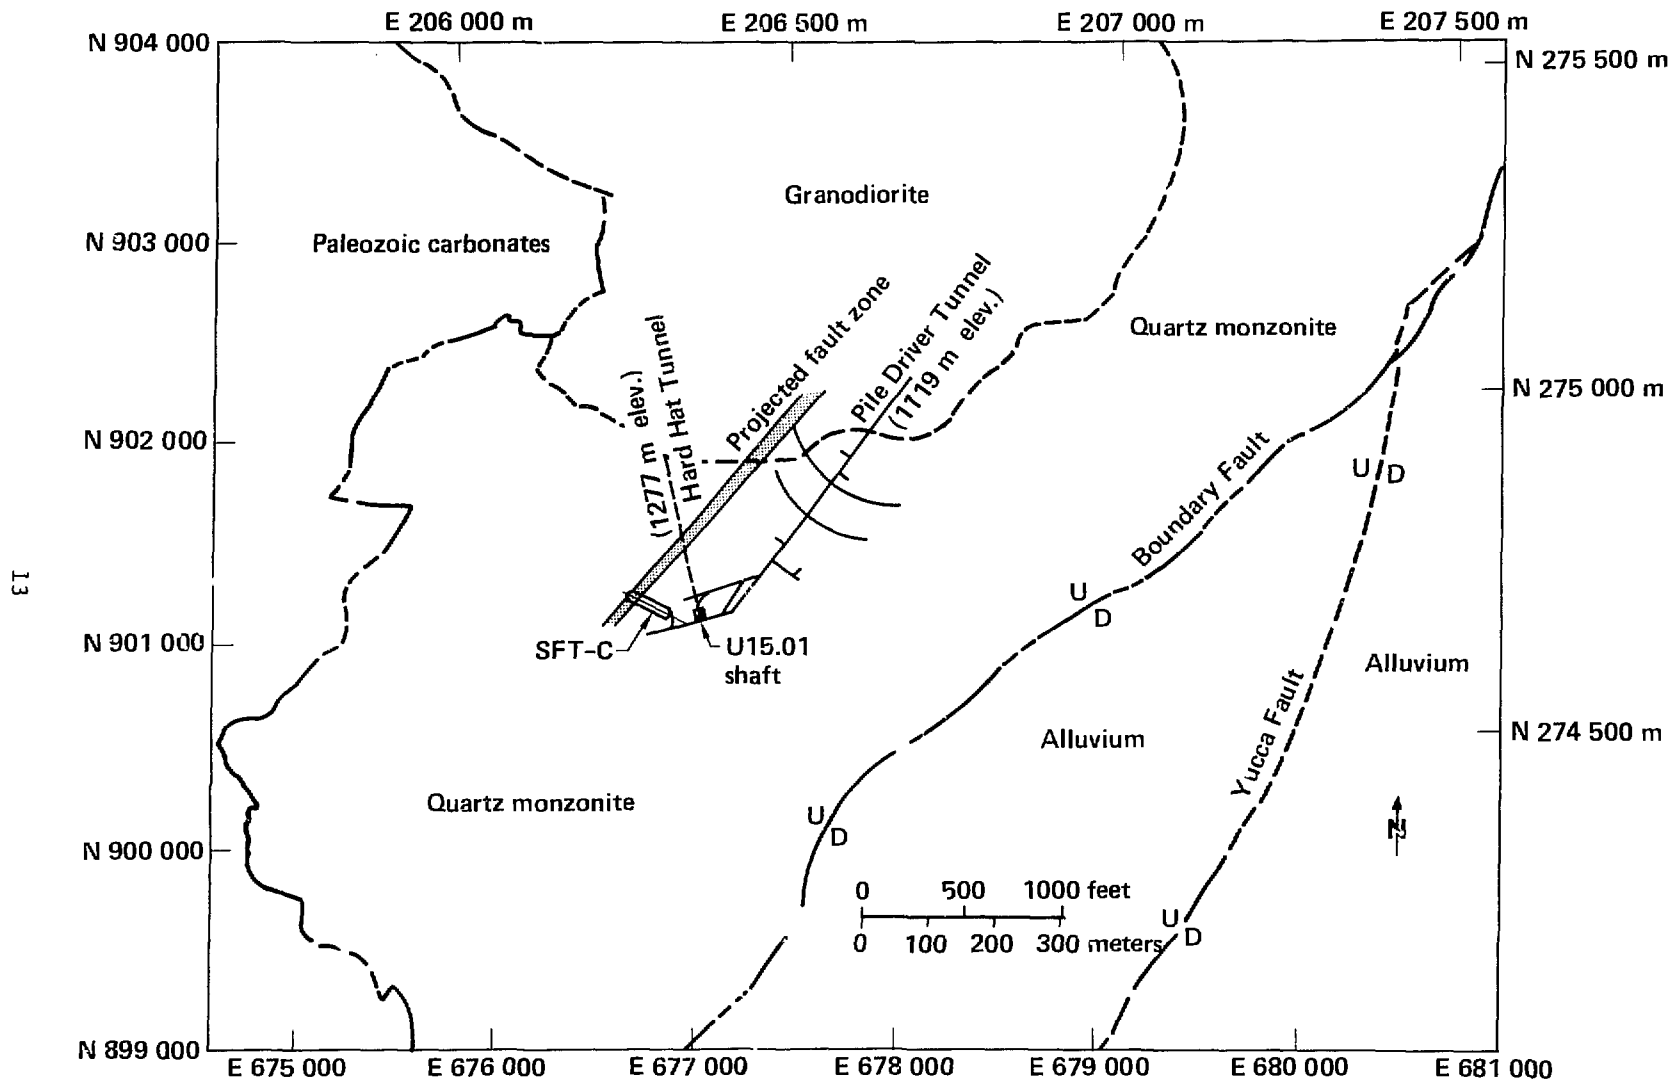 E 206 000 m
E 206 500 m
E 207 000 m
E 207 500 m
N 904 000
N 275 500 m
Granodiorite
N 903 000
Paleozoic carbonates
Quartz monzonite
Projected fault zone
Pile Driver Tunnel
(1119 m elev.)
Hard Hat Tunnel
(1277 m elev.)
N 275 000 m
N 902 000
Boundary Fault
U D
13
U
D
SFT-C
U15.01
shaft
N 901 000
Alluvium
Yucca Fault
N 274 500 m
Alluvium
Quartz monzonite
U
D
N
N 900 000
0 500 1000 feet
0 100 200 300 meters
U
D
N 899 000
E 675 000
E 676 000
E 677 000
E 678 000
E 679 000
E 680 000
E 681 000